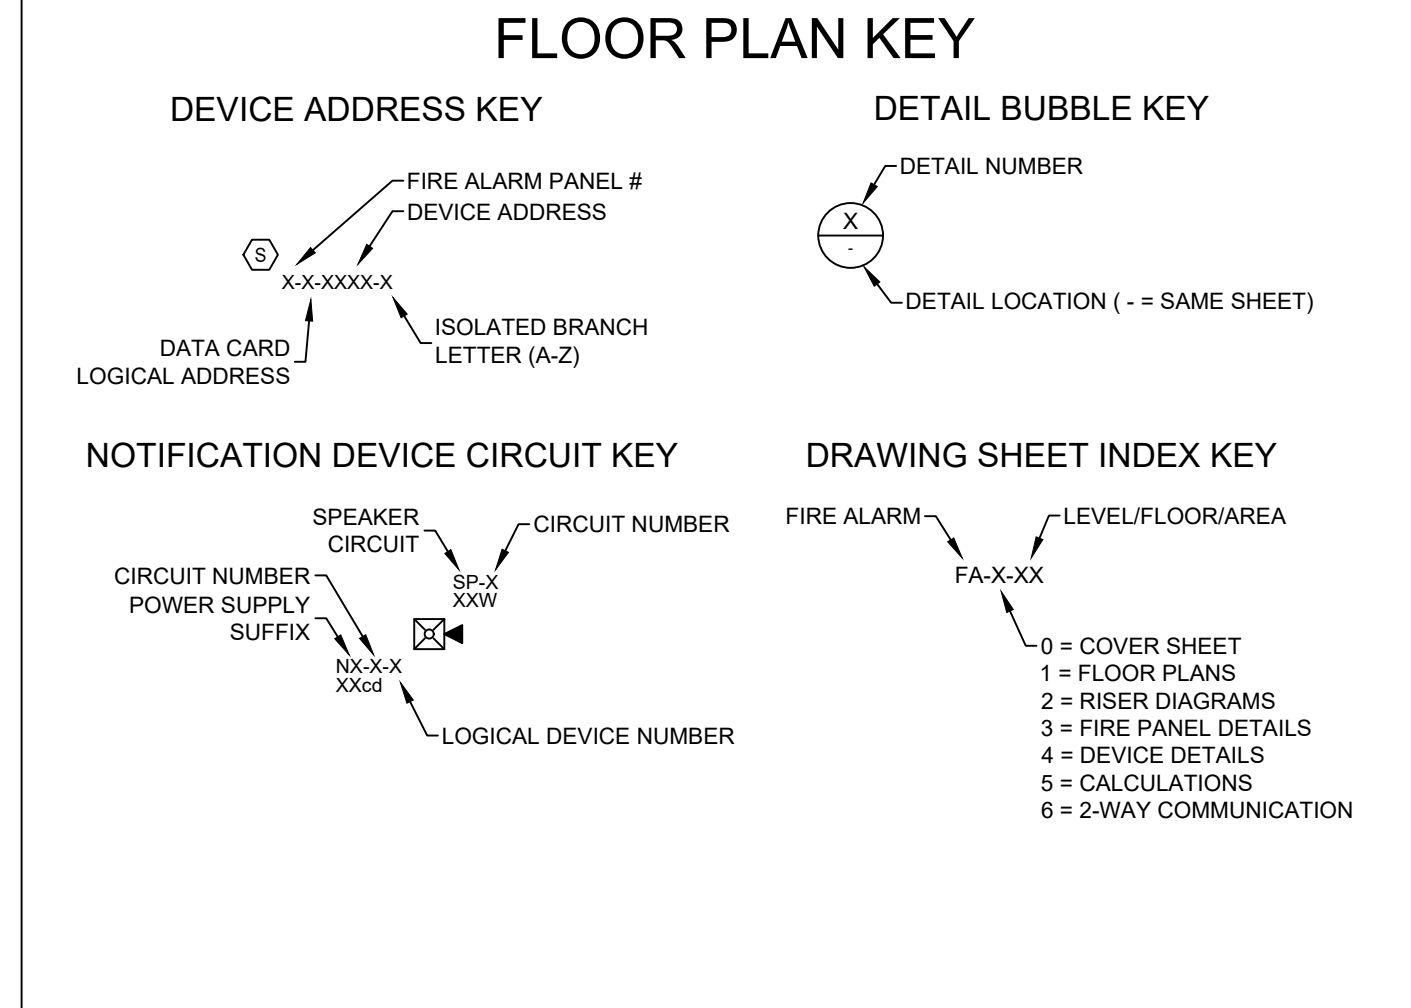 FLOOR PLAN KEY
DEVICE ADDRESS KEY
FIRE ALARM PANEL #
DEVICE ADDRESS
S
X-X-XXXX-X
DATA CARD
LOGICAL ADDRESS
ISOLATED BRANCH
LETTER (A-Z)
DETAIL BUBBLE KEY
DETAIL NUMBER
X
-
DETAIL LOCATION ( - = SAME SHEET)
NOTIFICATION DEVICE CIRCUIT KEY
SPEAKER
CIRCUIT
CIRCUIT NUMBER
SP-X
XXW
CIRCUIT NUMBER
POWER SUPPLY
SUFFIX
NX-X-X
XXcd
LOGICAL DEVICE NUMBER
DRAWING SHEET INDEX KEY
FIRE ALARM
LEVEL/FLOOR/AREA
FA-X-XX
0 = COVER SHEET
1 = FLOOR PLANS
2 = RISER DIAGRAMS
3 = FIRE PANEL DETAILS
4 = DEVICE DETAILS
5 = CALCULATIONS
6 = 2-WAY COMMUNICATION